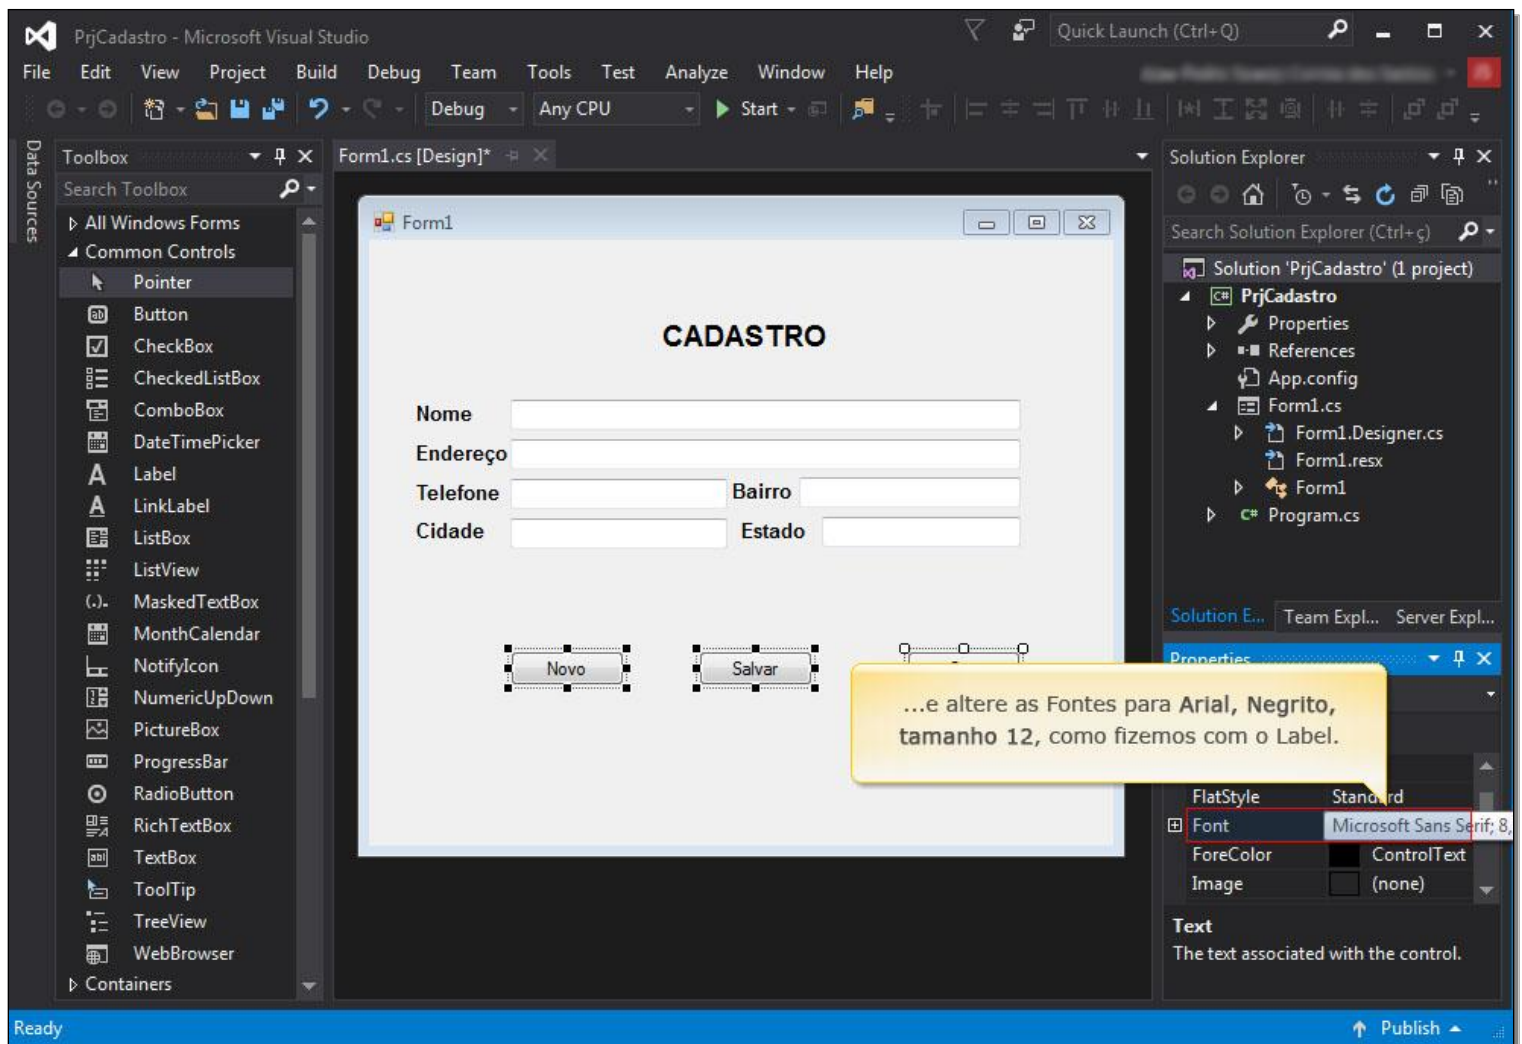 PrjCadastro - Microsoft Visual Studio
Quick Launch (Ctrl+Q)
File Edit View Project Build Debug Team Tools Test Analyze Window Help
Debug Any CPU Start
Data Sources
Toolbox
Search Toolbox
All Windows Forms
Common Controls
Pointer
Button
CheckBox
CheckedListBox
ComboBox
DateTimePicker
Label
LinkLabel
ListBox
ListView
MaskedTextBox
MonthCalendar
NotifyIcon
NumericUpDown
PictureBox
ProgressBar
RadioButton
RichTextBox
TextBox
ToolTip
TreeView
WebBrowser
Containers
Form1.cs [Design]*
Form1
CADASTRO
Nome
Endereço
Telefone Bairro
Cidade Estado
Novo Salvar
...e altere as Fontes para Arial, Negrito,
tamanho 12, como fizemos com o Label.
Solution Explorer
Search Solution Explorer (Ctrl+ç)
Solution 'PrjCadastro' (1 project)
PrjCadastro
Properties
References
App.config
Form1.cs
Form1.Designer.cs
Form1.resx
Form1
Program.cs
Solution E... Team Expl... Server Expl...
Properties
FlatStyle Standard
Font Microsoft Sans Serif; 8,
ForeColor ControlText
Image (none)
Text
The text associated with the control.
Ready
Publish